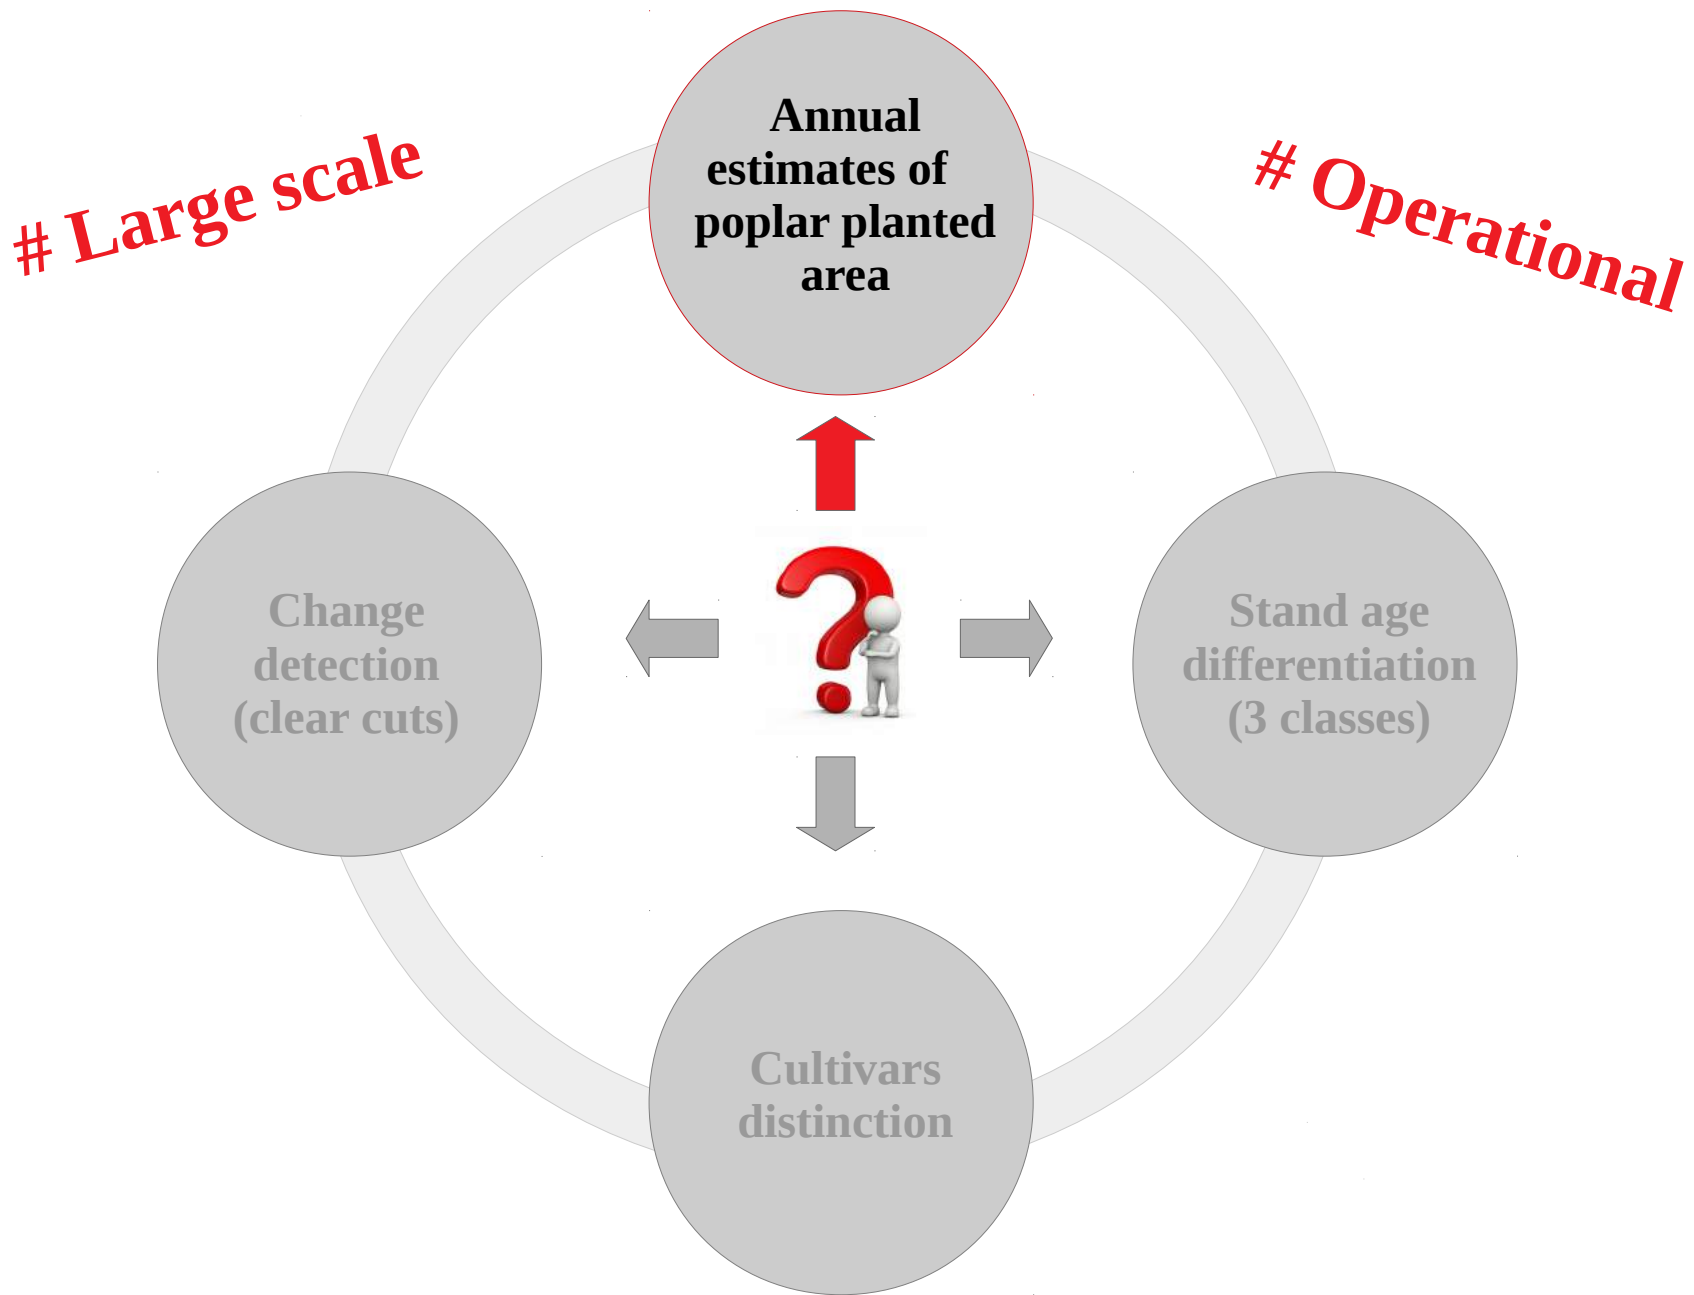 # Large scale
# Operational
Annual
estimates of
poplar planted
area
Change
detection
(clear cuts)
Stand age
differentiation
(3 classes)
Cultivars
distinction